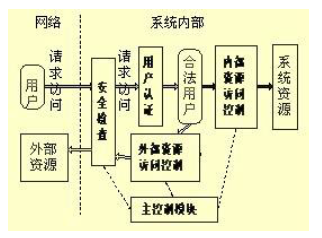 网络
系统内部
用户
请求访问
安全检查
请求访问
用户认证
合法用户
内部资源访问控制
系统资源
外部资源
外部资源访问控制
主控制模块